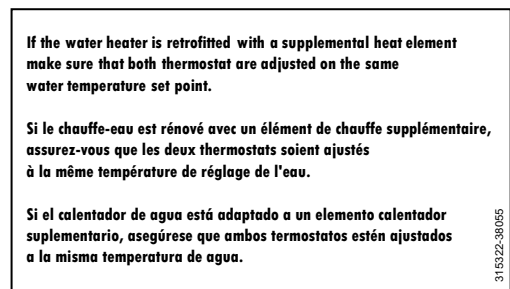 If the water heater is retrofitted with a supplemental heat element
make sure that both thermostat are adjusted on the same
water temperature set point.
Si le chauffe-eau est rénové avec un élément de chauffe supplémentaire,
assurez-vous que les deux thermostats soient ajustés
à la même température de réglage de l'eau.
Si el calentador de agua está adaptado a un elemento calentador
suplementario, asegúrese que ambos termostatos estén ajustados
a la misma temperatura de agua.
315322-38055